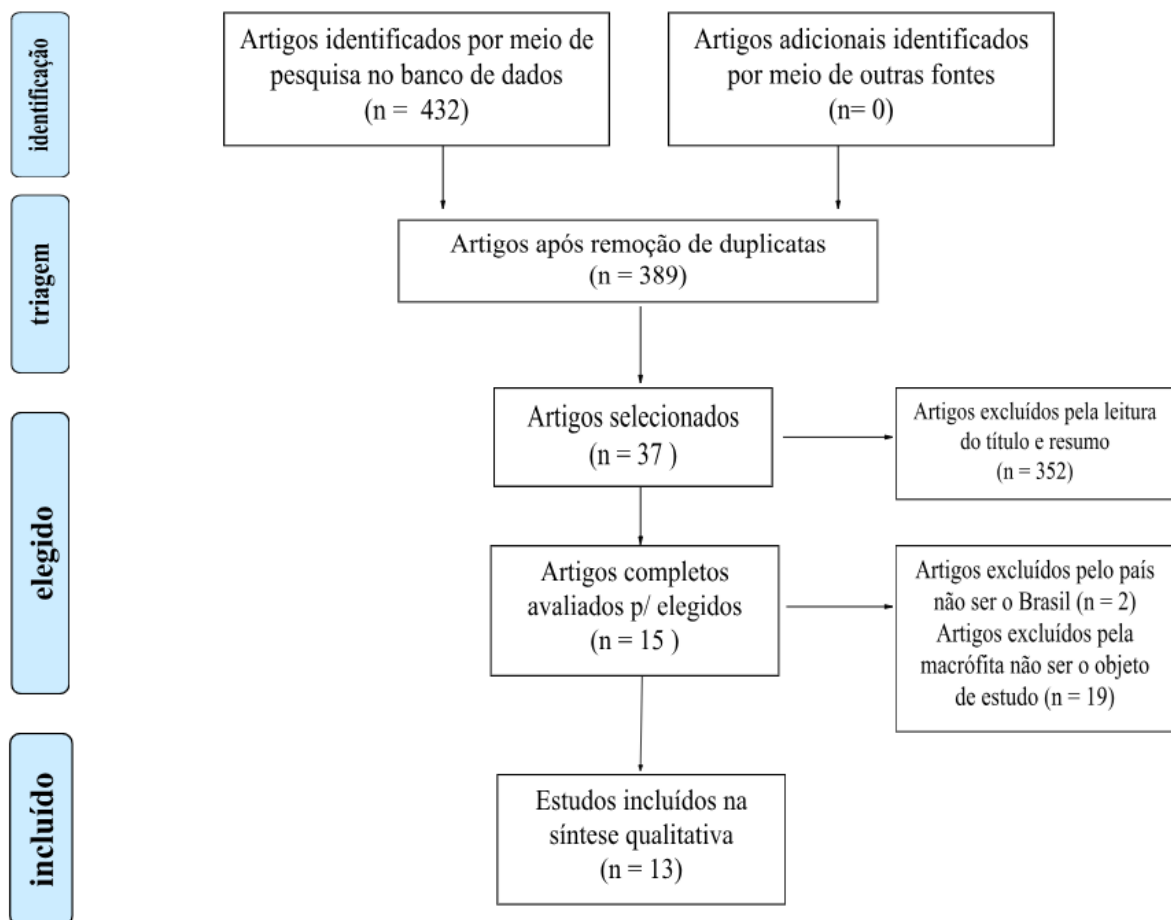 identificação
Artigos identificados por meio de
pesquisa no banco de dados
(n = 432)
Artigos adicionais identificados
por meio de outras fontes
(n= 0)
triagem
Artigos após remoção de duplicatas
(n = 389)
elegido
Artigos selecionados
(n = 37 )
Artigos excluídos pela leitura
do título e resumo
(n = 352)
Artigos completos
avaliados p/ elegidos
(n = 15 )
Artigos excluídos pelo país
não ser o Brasil (n = 2)
Artigos excluídos pela
macrófita não ser o objeto
de estudo (n = 19)
incluído
Estudos incluídos na
síntese qualitativa
(n = 13)